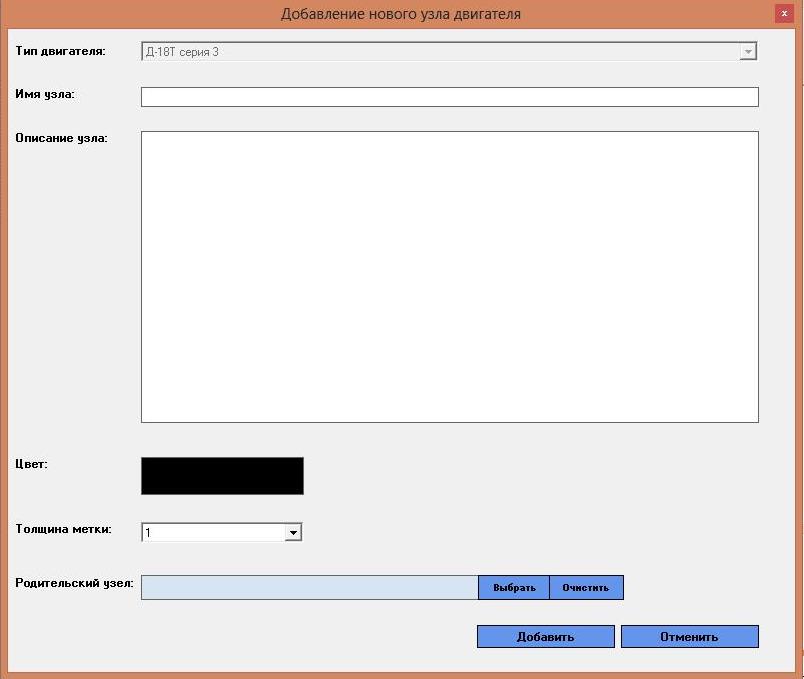 Добавление нового узла двигателя
x
Тип двигателя:
Д-18Т серия 3
Имя узла:
Описание узла:
Цвет:
Толщина метки:
1
Родительский узел:
Выбрать
Очистить
Добавить
Отменить